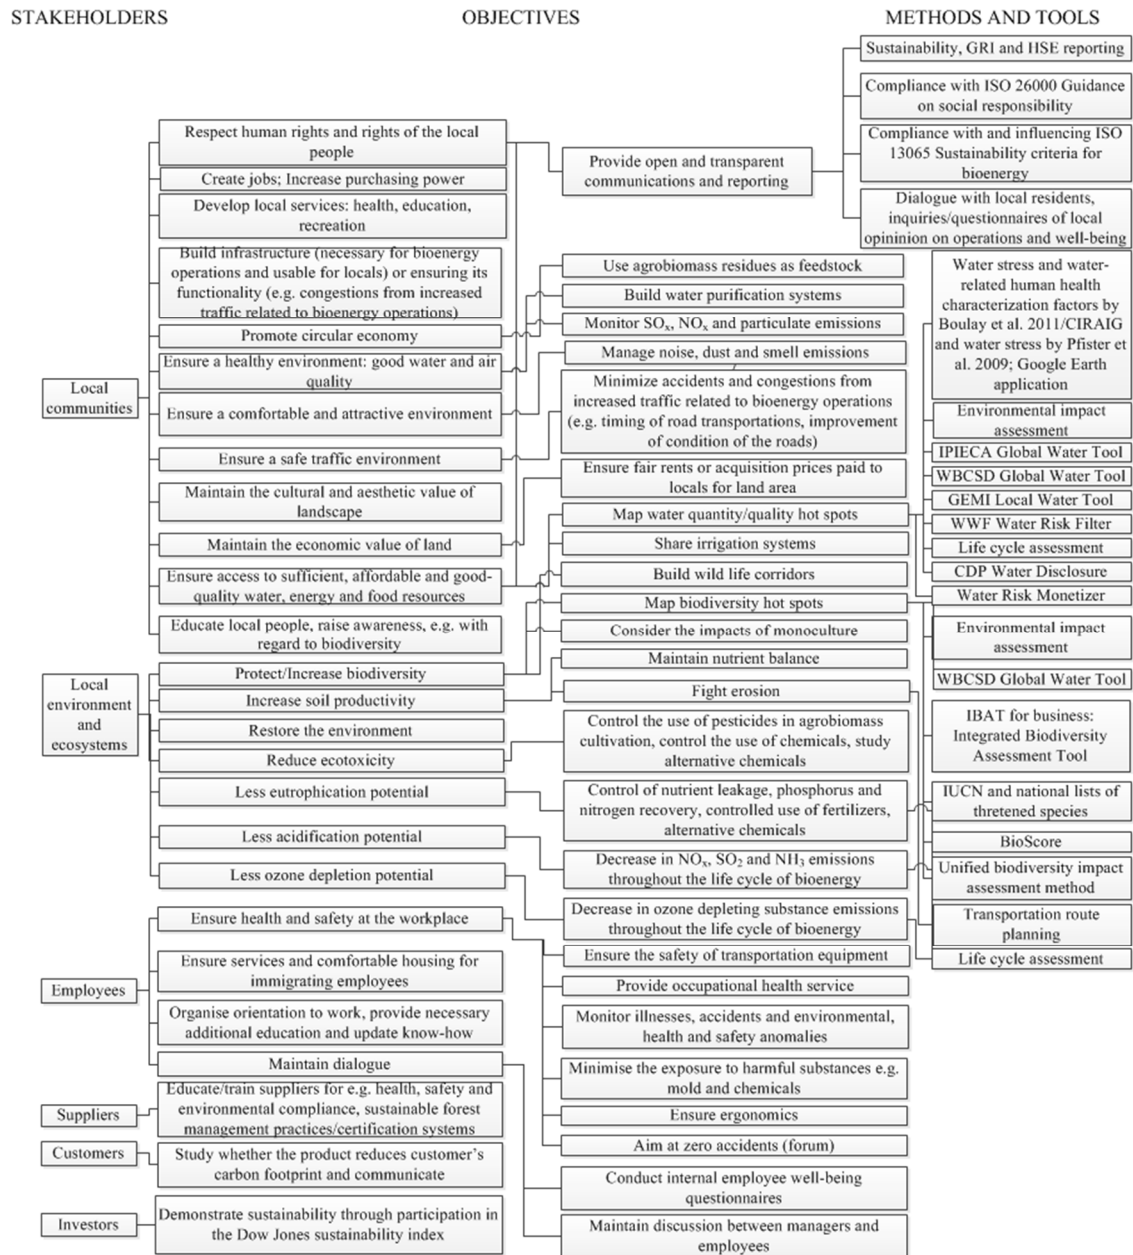 STAKEHOLDERS
OBJECTIVES
METHODS AND TOOLS
Local
communities
Local
environment
and
ecosystems
Employees
Suppliers
Customers
Investors
Respect human rights and rights of the local
people
Create jobs; Increase purchasing power
Develop local services: health, education,
recreation
Build infrastructure (necessary for bioenergy
operations and usable for locals) or ensuring its
functionality (e.g. congestions from increased
traffic related to bioenergy operations)
Promote circular economy
Ensure a healthy environment: good water and air
quality
Ensure a comfortable and attractive environment
Ensure a safe traffic environment
Maintain the cultural and aesthetic value of
landscape
Maintain the economic value of land
Ensure access to sufficient, affordable and good-
quality water, energy and food resources
Educate local people, raise awareness, e.g. with
regard to biodiversity
Protect/Increase biodiversity
Increase soil productivity
Restore the environment
Reduce ecotoxicity
Less eutrophication potential
Less acidification potential
Less ozone depletion potential
Ensure health and safety at the workplace
Ensure services and comfortable housing for
immigrating employees
Organise orientation to work, provide necessary
additional education and update know-how
Maintain dialogue
Educate/train suppliers for e.g. health, safety and
environmental compliance, sustainable forest
management practices/certification systems
Study whether the product reduces customer's
carbon footprint and communicate
Demonstrate sustainability through participation in
the Dow Jones sustainability index
Provide open and transparent
communications and reporting
Use agrobiomass residues as feedstock
Build water purification systems
Monitor SOx, NOx and particulate emissions
Manage noise, dust and smell emissions
Minimize accidents and congestions from
increased traffic related to bioenergy operations
(e.g. timing of road transportations, improvement
of condition of the roads)
Ensure fair rents or acquisition prices paid to
locals for land area
Map water quantity/quality hot spots
Share irrigation systems
Build wild life corridors
Map biodiversity hot spots
Consider the impacts of monoculture
Maintain nutrient balance
Fight erosion
Control the use of pesticides in agrobiomass
cultivation, control the use of chemicals, study
alternative chemicals
Control of nutrient leakage, phosphorus and
nitrogen recovery, controlled use of fertilizers,
alternative chemicals
Decrease in NOx, SO2 and NH3 emissions
throughout the life cycle of bioenergy
Decrease in ozone depleting substance emissions
throughout the life cycle of bioenergy
Ensure the safety of transportation equipment
Provide occupational health service
Monitor illnesses, accidents and environmental,
health and safety anomalies
Minimise the exposure to harmful substances e.g.
mold and chemicals
Ensure ergonomics
Aim at zero accidents (forum)
Conduct internal employee well-being
questionnaires
Maintain discussion between managers and
employees
Sustainability, GRI and HSE reporting
Compliance with ISO 26000 Guidance
on social responsibility
Compliance with and influencing ISO
13065 Sustainability criteria for
bioenergy
Dialogue with local residents,
inquiries/questionnaires of local
opininion on operations and well-being
Water stress and water-
related human health
characterization factors by
Boulay et al. 2011/CIRAIG
and water stress by Pfister
et al. 2009; Google Earth
application
Environmental impact
assessment
IPIECA Global Water Tool
WBCSD Global Water Tool
GEMI Local Water Tool
WWF Water Risk Filter
Life cycle assessment
CDP Water Disclosure
Water Risk Monetizer
Environmental impact
assessment
WBCSD Global Water Tool
IBAT for business:
Integrated Biodiversity
Assessment Tool
IUCN and national lists of
thretened species
BioScore
Unified biodiversity impact
assessment method
Transportation route
planning
Life cycle assessment